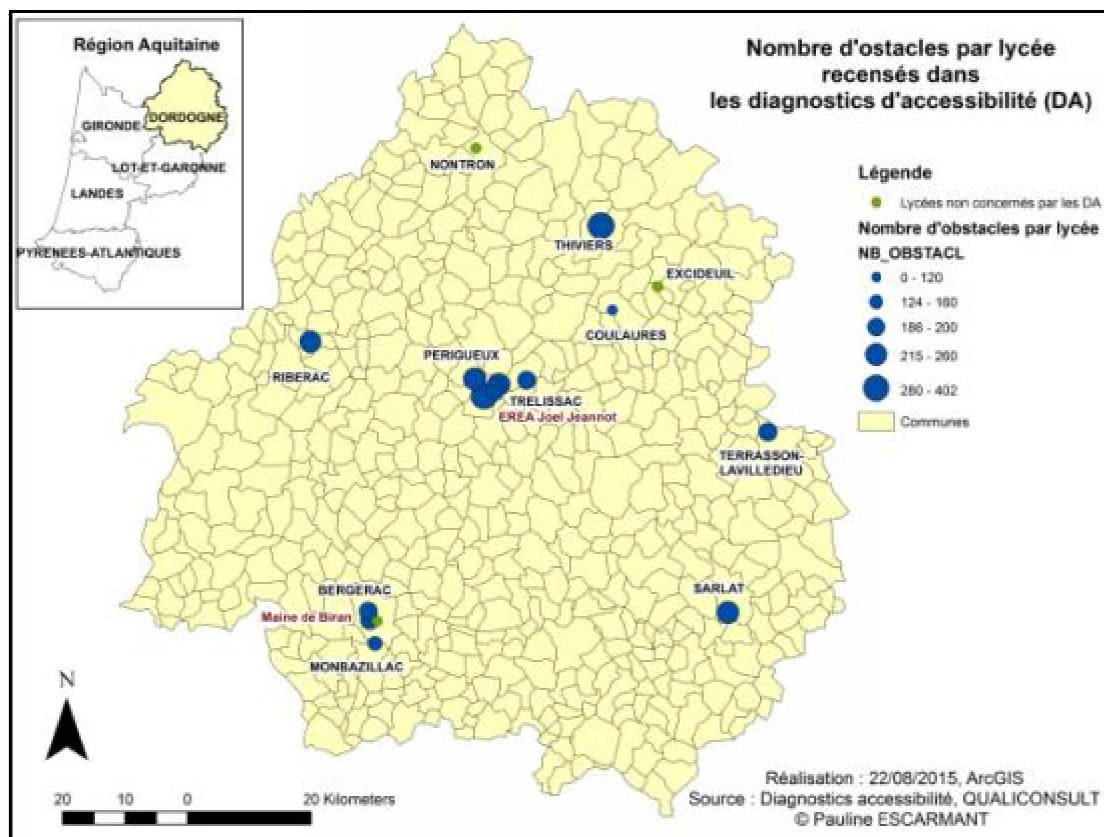 Région Aquitaine
GIRONDE
DORDOGNE
LOT-ET-GARONNE
LANDES
PYRENEES-ATLANTIQUES
Nombre d'ostacles par lycée
recensés dans
les diagnostics d'accessibilité (DA)
Légende
Lycées non concernés par les DA
Nombre d'obstacles par lycée
NB_OBSTACL
0 - 120
124 - 160
186 - 200
215 - 260
280 - 402
Communes
NONTRON
THIVIERS
EXCIDEUIL
COULAURES
RIBERAC
PERIGUEUX
TRELISSAC
EREA Joel Jeannot
TERRASSON-
LAVILLEDIEU
BERGERAC
Maine de Biran
MONBAZILLAC
SARLAT
N
20 10 0 20 Kilometers
Réalisation : 22/08/2015, ArcGIS
Source : Diagnostics accessibilité, QUALICONSULT
© Pauline ESCARMANT